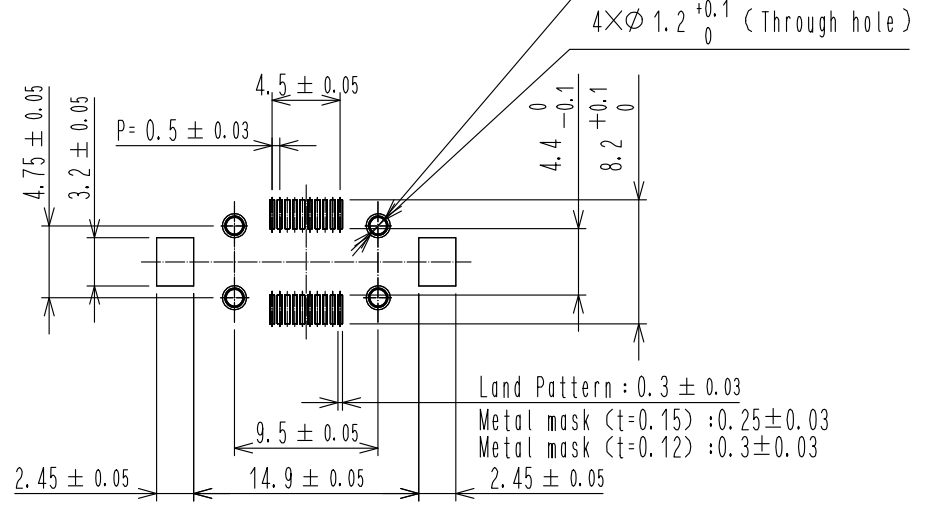 4×Ø 1.2 +0.1 0 (Through hole)
4.5 ± 0.05
P= 0.5 ± 0.03
4.75 ± 0.05
3.2 ± 0.05
4.4 0 -0.1
8.2 +0.1 0
Land Pattern : 0.3 ± 0.03
Metal mask (t=0.15) :0.25±0.03
Metal mask (t=0.12) :0.3±0.03
9.5 ± 0.05
2.45 ± 0.05
14.9 ± 0.05
2.45 ± 0.05